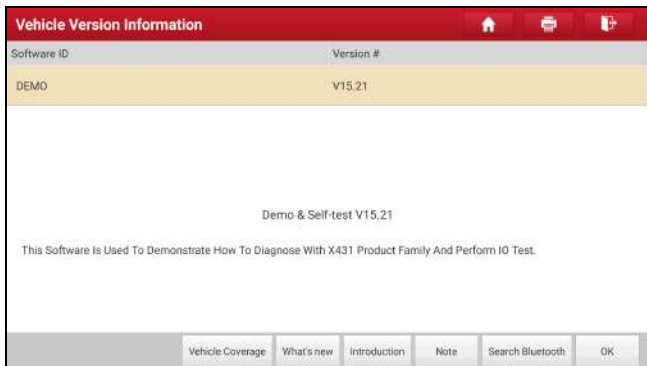 Vehicle Version Information
Software ID Version #
DEMO V15.21
Demo & Self-test V15.21
This Software Is Used To Demonstrate How To Diagnose With X431 Product Family And Perform IO Test.
Vehicle Coverage What's new Introduction Note Search Bluetooth OK